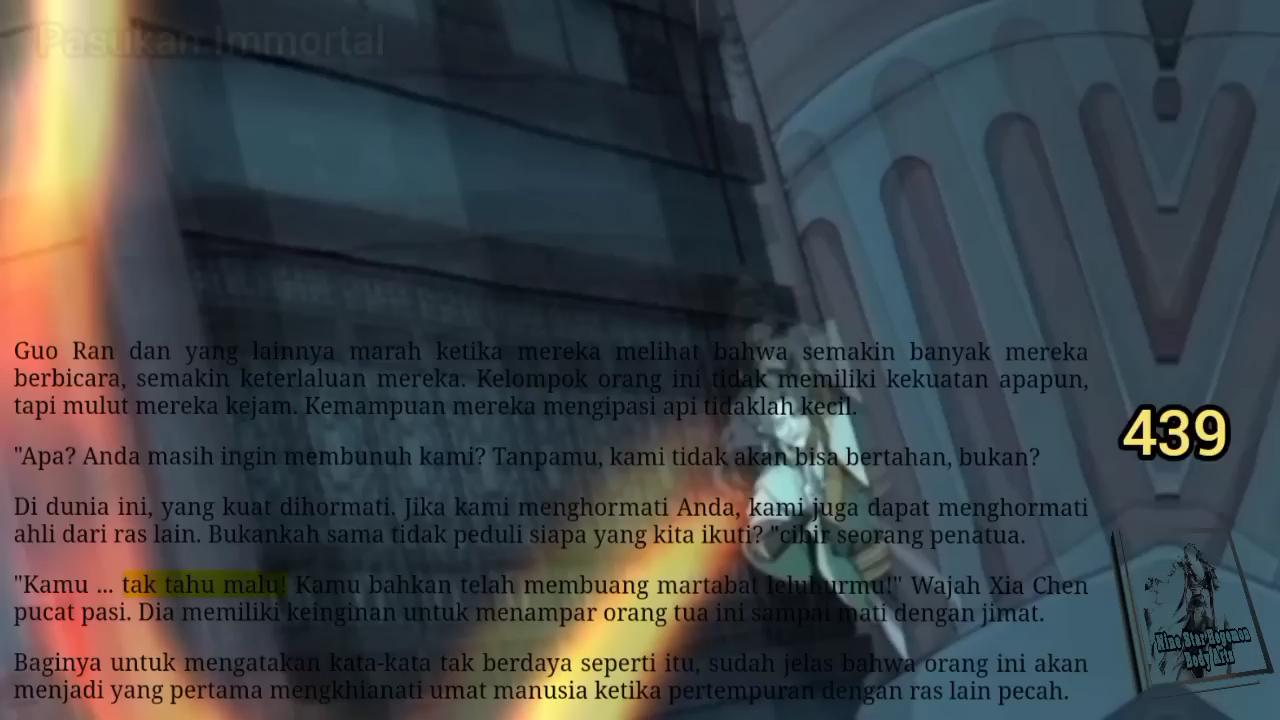 Pasukan Immortal
Guo Ran dan yang lainnya marah ketika mereka melihat bahwa semakin banyak mereka
berbicara, semakin keterlaluan mereka. Kelompok orang ini tidak memiliki kekuatan apapun,
tapi mulut mereka kejam. Kemampuan mereka mengipasi api tidaklah kecil.
"Apa? Anda masih ingin membunuh kami? Tanpamu, kami tidak akan bisa bertahan, bukan?
Di dunia ini, yang kuat dihormati. Jika kami menghormati Anda, kami juga dapat menghormati
ahli dari ras lain. Bukankah sama tidak peduli siapa yang kita ikuti? "cibir seorang penatua.
"Kamu ... tak tahu malu! Kamu bahkan telah membuang martabat leluhurmu!" Wajah Xia Chen
pucat pasi. Dia memiliki keinginan untuk menampar orang tua ini sampai mati dengan jimat.
Baginya untuk mengatakan kata-kata tak berdaya seperti itu, sudah jelas bahwa orang ini akan
menjadi yang pertama mengkhianati umat manusia ketika pertempuran dengan ras lain pecah.
439
Nine Star Hegemon
Body Arts